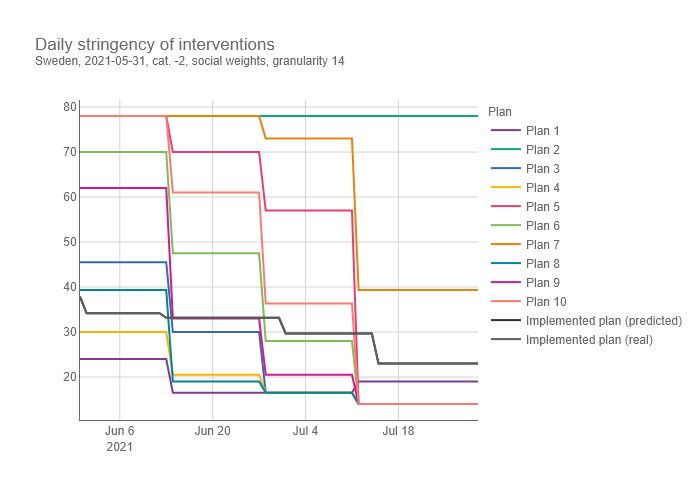 Daily stringency of interventions
Sweden, 2021-05-31, cat. -2, social weights, granularity 14
80
70
60
50
40
30
20
Jun 6
2021
Jun 20
Jul 4
Jul 18
Plan
Plan 1
Plan 2
Plan 3
Plan 4
Plan 5
Plan 6
Plan 7
Plan 8
Plan 9
Plan 10
Implemented plan (predicted)
Implemented plan (real)